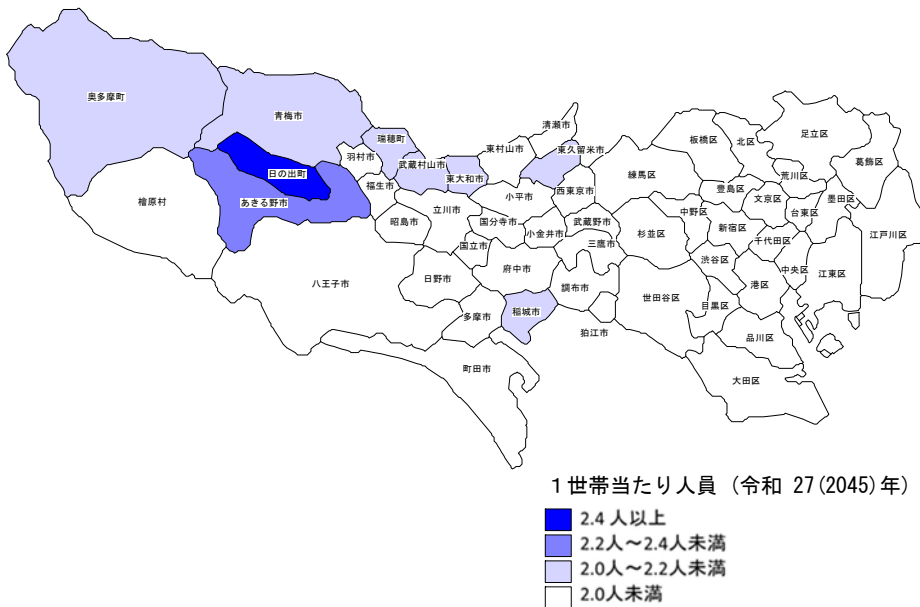 奥多摩町
青梅市
瑞穂町
羽村市
武蔵村山市
東大和市
東村山市
清瀬市
東久留米市
日の出町
あきる野市
檜原村
福生市
昭島市
立川市
国分寺市
小平市
西東京市
小金井市
武蔵野市
三鷹市
国立市
府中市
調布市
日野市
八王子市
多摩市
稲城市
狛江市
町田市
板橋区
北区
足立区
葛飾区
練馬区
豊島区
荒川区
文京区
台東区
墨田区
江戸川区
中野区
杉並区
新宿区
千代田区
渋谷区
中央区
江東区
港区
世田谷区
目黒区
品川区
大田区
1世帯当たり人員 (令和 27(2045)年)
2.4 人以上
2.2人～2.4人未満
2.0人～2.2人未満
2.0人未満